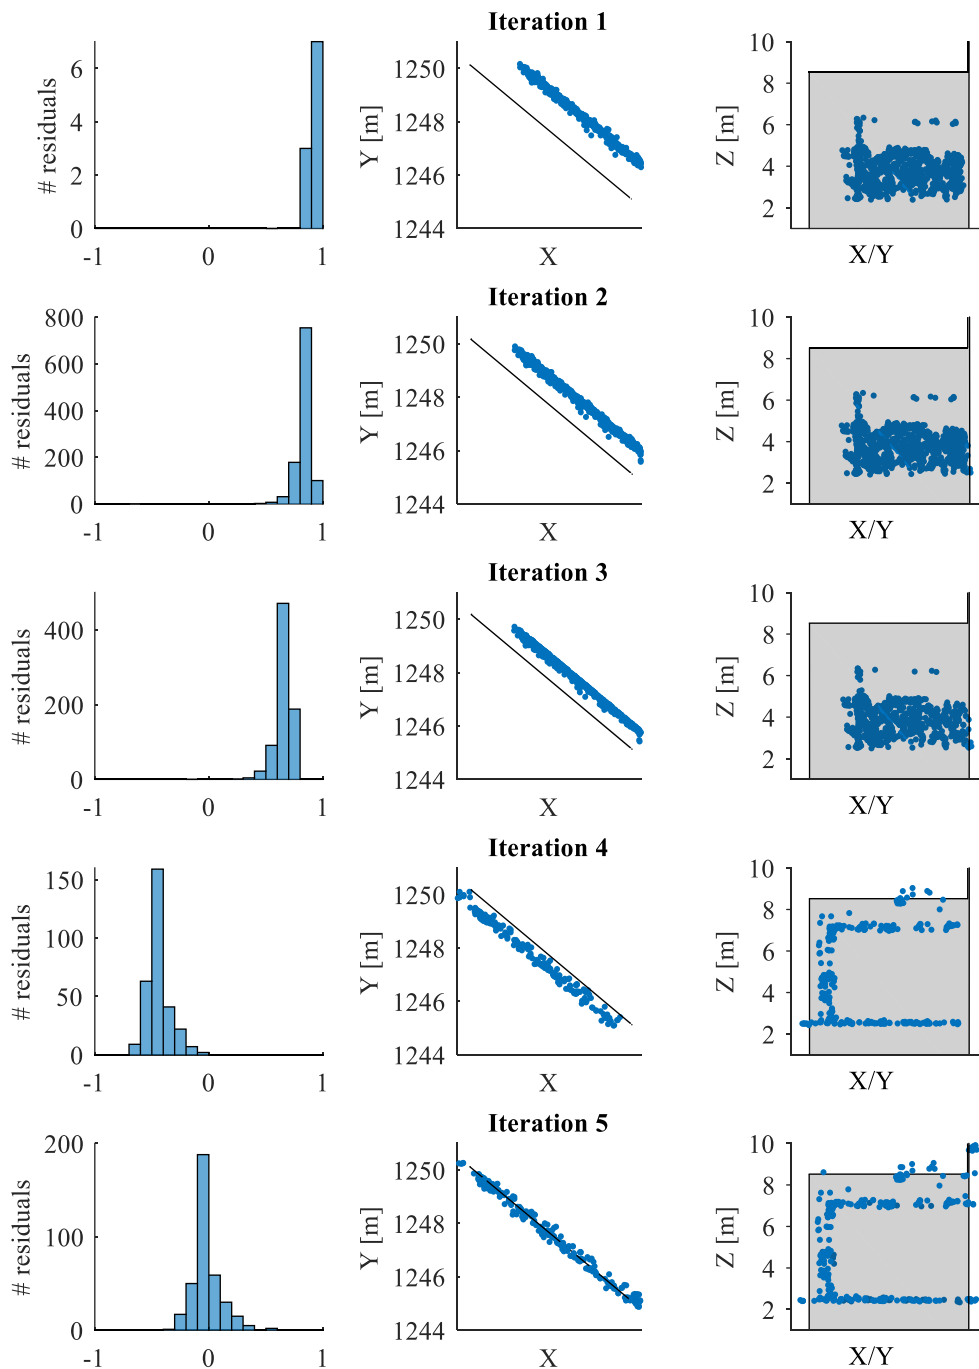 Iteration 1
# residuals
6
4
2
0
-1
0
1
Y [m]
1250
1248
1246
1244
X
Z [m]
10
8
6
4
2
X/Y
Iteration 2
# residuals
800
600
400
200
0
-1
0
1
Y [m]
1250
1248
1246
1244
X
Z [m]
10
8
6
4
2
X/Y
Iteration 3
# residuals
400
200
0
-1
0
1
Y [m]
1250
1248
1246
1244
X
Z [m]
10
8
6
4
2
X/Y
Iteration 4
# residuals
150
100
50
0
-1
0
1
Y [m]
1250
1248
1246
1244
X
Z [m]
10
8
6
4
2
X/Y
Iteration 5
# residuals
200
100
0
-1
0
1
Y [m]
1250
1248
1246
1244
X
Z [m]
10
8
6
4
2
X/Y